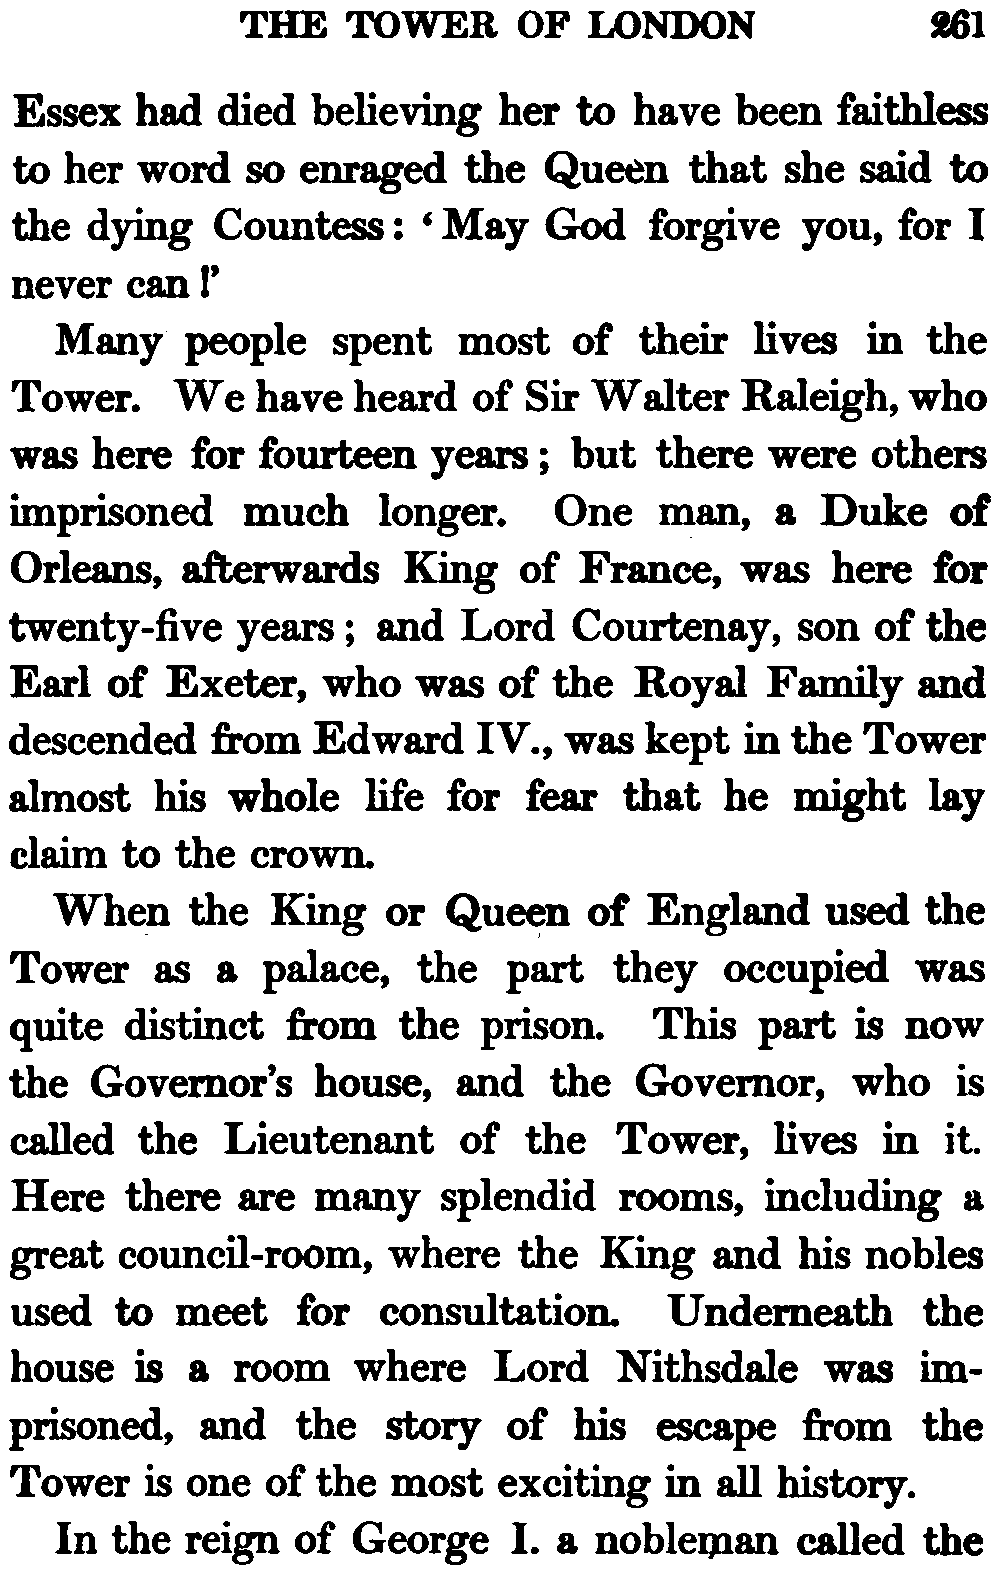 THE TOWER OF LONDON 261
Essex had died believing her to have been faithless
to her word so enraged the Queen that she said to
the dying Countess: ‘May God forgive you, for I
never can!’
Many people spent most of their lives in the
Tower. We have heard of Sir Walter Raleigh, who
was here for fourteen years; but there were others
imprisoned much longer. One man, a Duke of
Orleans, afterwards King of France, was here for
twenty-five years; and Lord Courtenay, son of the
Earl of Exeter, who was of the Royal Family and
descended from Edward IV., was kept in the Tower
almost his whole life for fear that he might lay
claim to the crown.
When the King or Queen of England used the
Tower as a palace, the part they occupied was
quite distinct from the prison. This part is now
the Governor's house, and the Governor, who is
called the Lieutenant of the Tower, lives in it.
Here there are many splendid rooms, including a
great council-room, where the King and his nobles
used to meet for consultation. Underneath the
house is a room where Lord Nithsdale was im-
prisoned, and the story of his escape from the
Tower is one of the most exciting in all history.
In the reign of George I. a nobleman called the